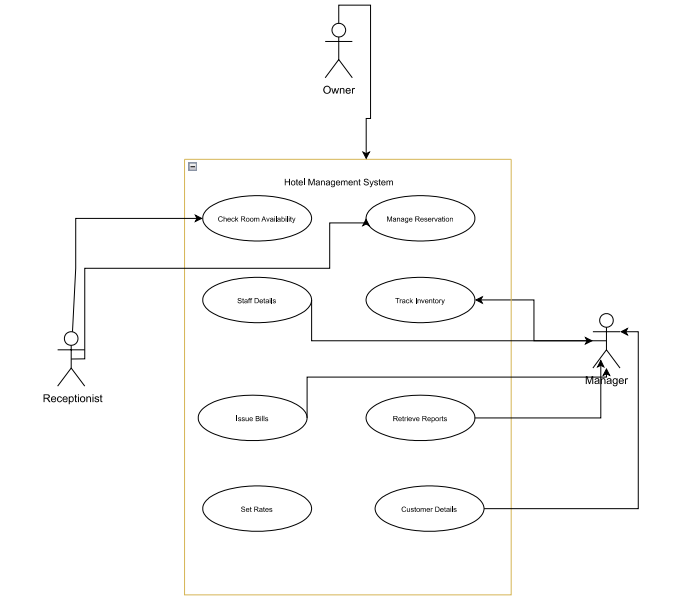 Owner
Hotel Management System
Check Room Availability
Manage Reservation
Staff Details
Track Inventory
Receptionist
Manager
Issue Bills
Retrieve Reports
Set Rates
Customer Details